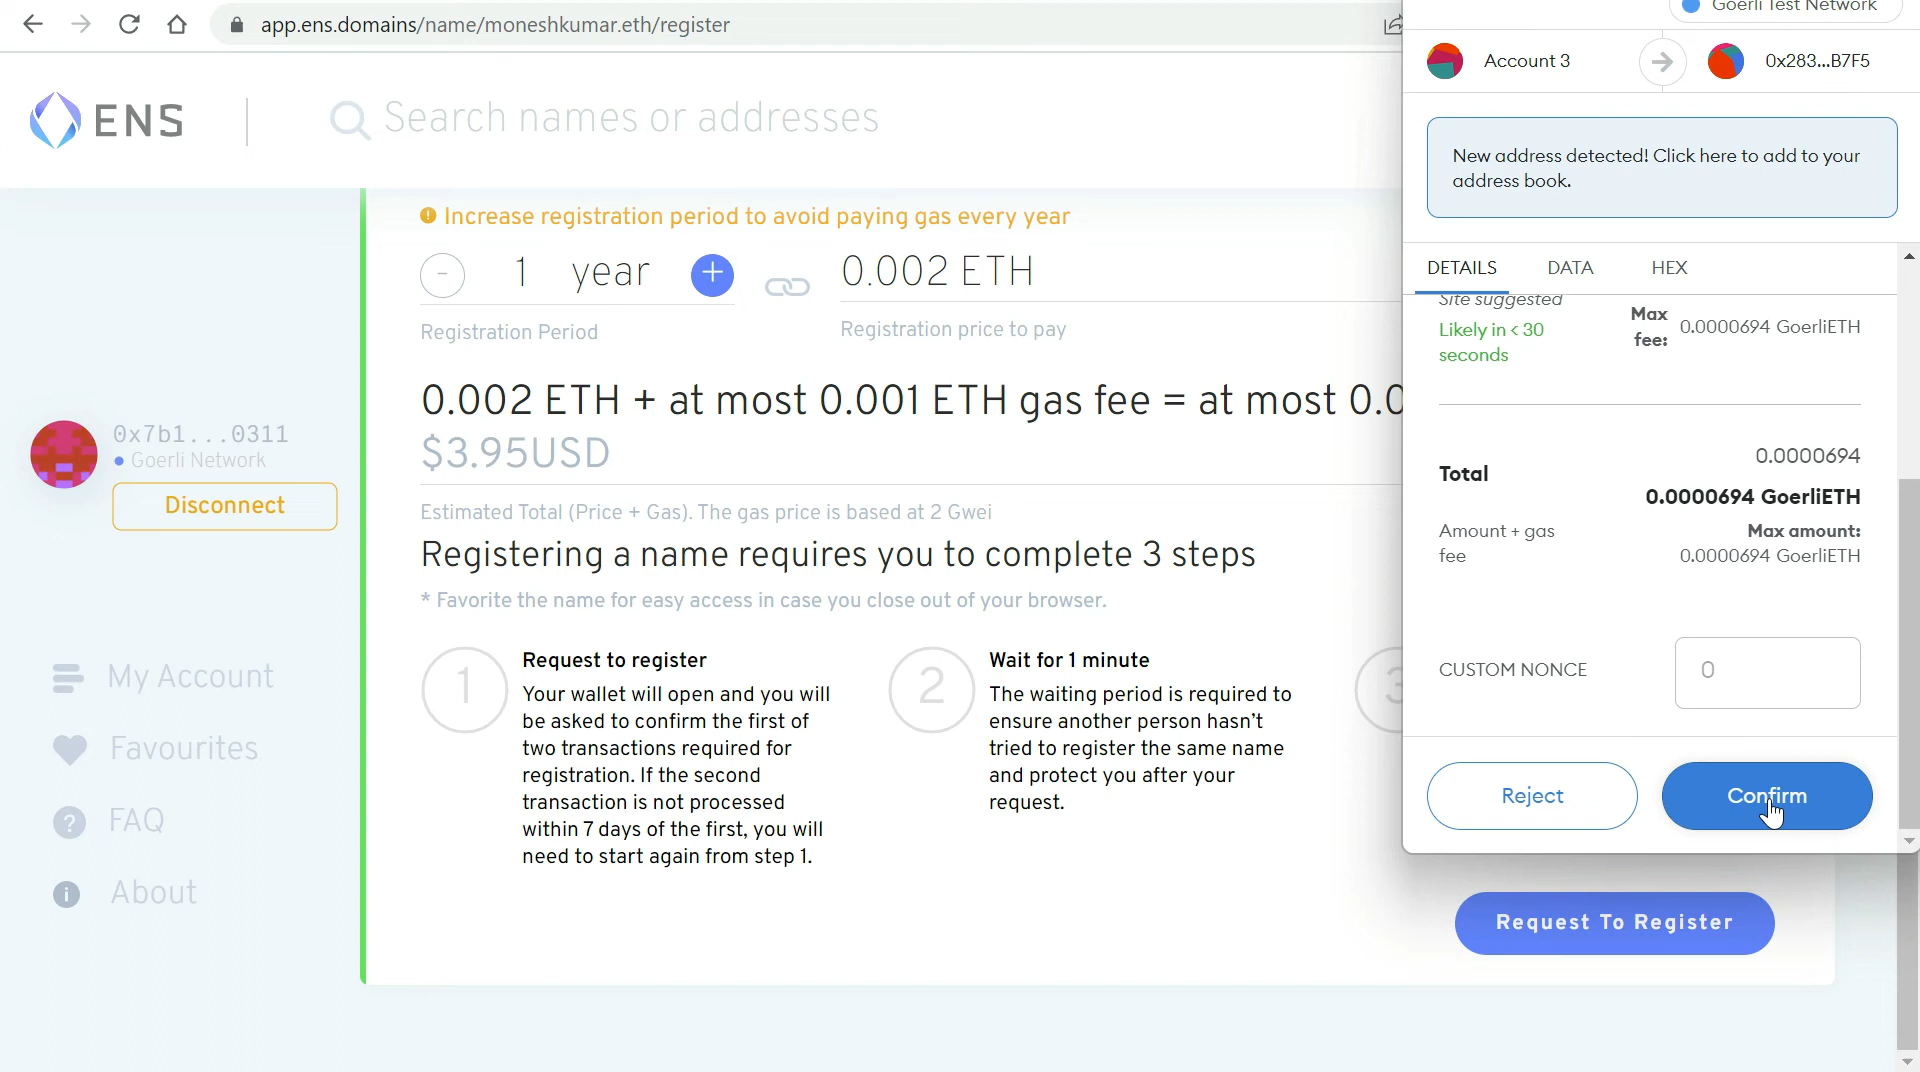 app.ens.domains/name/moneshkumar.eth/register
Goerli Test Network
Account 3
0x283...B7F5
ENS
Search names or addresses
New address detected! Click here to add to your
address book.
Increase registration period to avoid paying gas every year
1 year
0.002 ETH
Registration Period
Registration price to pay
0.002 ETH + at most 0.001 ETH gas fee = at most 0.0
$3.95USD
Estimated Total (Price + Gas). The gas price is based at 2 Gwei
Registering a name requires you to complete 3 steps
* Favorite the name for easy access in case you close out of your browser.
1
Request to register
Your wallet will open and you will
be asked to confirm the first of
two transactions required for
registration. If the second
transaction is not processed
within 7 days of the first, you will
need to start again from step 1.
2
Wait for 1 minute
The waiting period is required to
ensure another person hasn't
tried to register the same name
and protect you after your
request.
3
Request To Register
0x7b1...0311
Goerli Network
Disconnect
My Account
Favourites
FAQ
About
DETAILS
DATA
HEX
Site suggested
Likely in < 30
seconds
Max
fee:
0.0000694 GoerliETH
Total
0.0000694
0.0000694 GoerliETH
Amount + gas
fee
Max amount:
0.0000694 GoerliETH
CUSTOM NONCE
0
Reject
Confirm